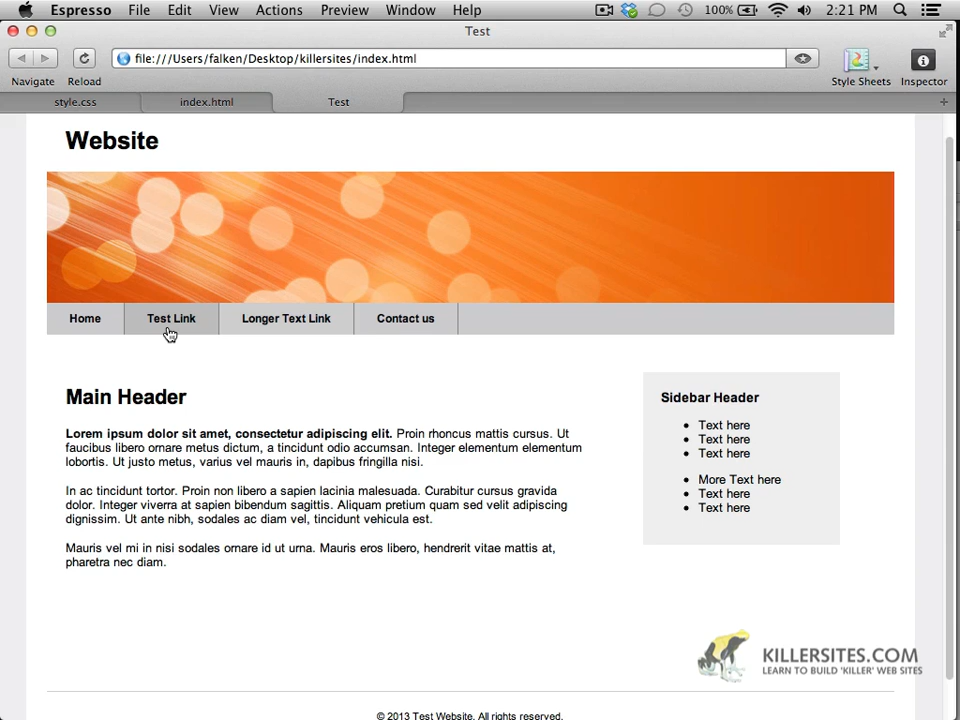 Espresso File Edit View Actions Preview Window Help 100% 2:21 PM
Test
file:///Users/falken/Desktop/killersites/index.html
Navigate Reload Style Sheets Inspector
style.css index.html Test
Website
Home Test Link Longer Text Link Contact us
Main Header
Lorem ipsum dolor sit amet, consectetur adipiscing elit. Proin rhoncus mattis cursus. Ut
faucibus libero ornare metus dictum, a tincidunt odio accumsan. Integer elementum elementum
lobortis. Ut justo metus, varius vel mauris in, dapibus fringilla nisi.
In ac tincidunt tortor. Proin non libero a sapien lacinia malesuada. Curabitur cursus gravida
dolor. Integer viverra at sapien bibendum sagittis. Aliquam pretium quam sed velit adipiscing
dignissim. Ut ante nibh, sodales ac diam vel, tincidunt vehicula est.
Mauris vel mi in nisi sodales ornare id ut urna. Mauris eros libero, hendrerit vitae mattis at,
pharetra nec diam.
Sidebar Header
Text here
Text here
Text here
More Text here
Text here
Text here
KILLERSITES.COM
LEARN TO BUILD 'KILLER' WEB SITES
© 2013 Test Website. All rights reserved.